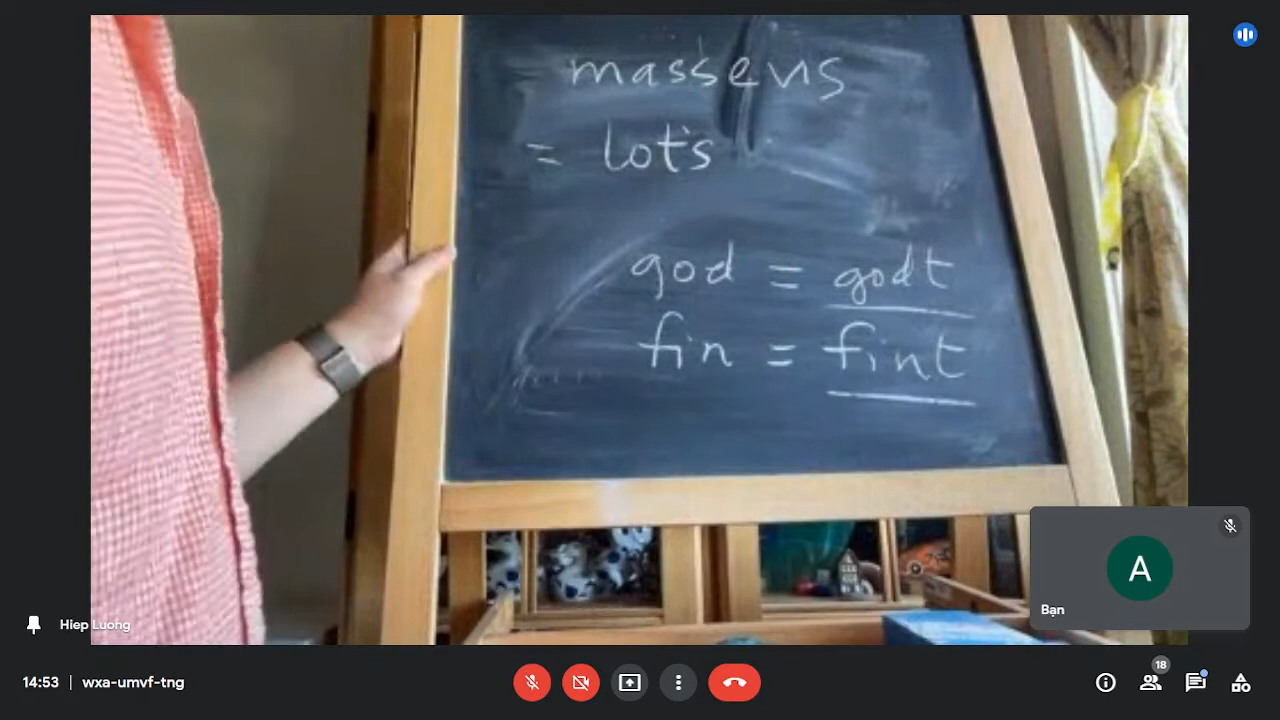 massevis
= lots
god = godt
fin = fint
A
Bạn
Hiep Luong
14:53 | wxa-umvf-tng
18